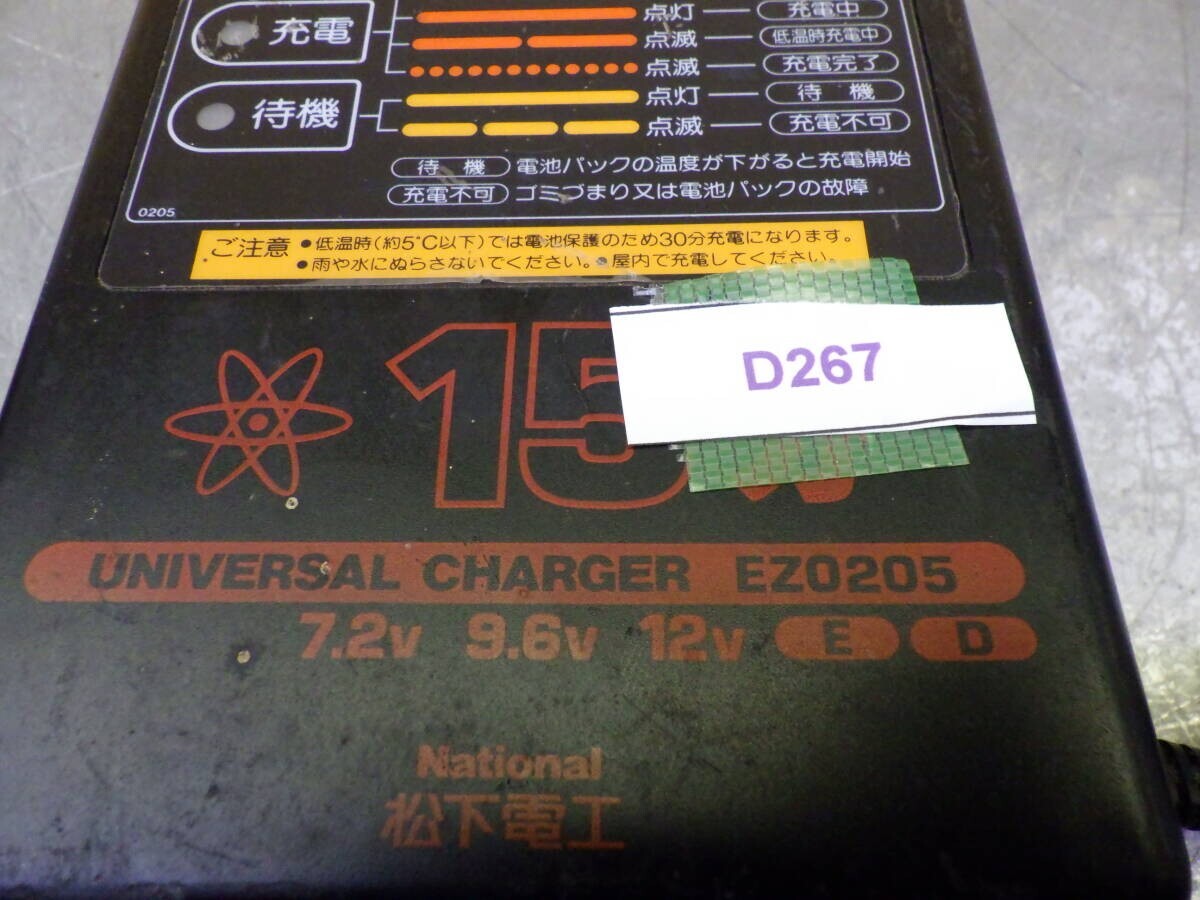 充電
点灯 充電中
点滅 低温時充電中
点滅 充電完了
待機
点灯 待機
点滅 充電不可
待機 電池パックの温度が下がると充電開始
充電不可 ゴミづまり又は電池パックの故障
0205
ご注意 ●低温時(約5℃以下)では電池保護のため30分充電になります。
●雨や水にぬらさないでください。●屋内で充電してください。
15
D267
UNIVERSAL CHARGER EZ0205
7.2v 9.6v 12v E D
National
松下電工